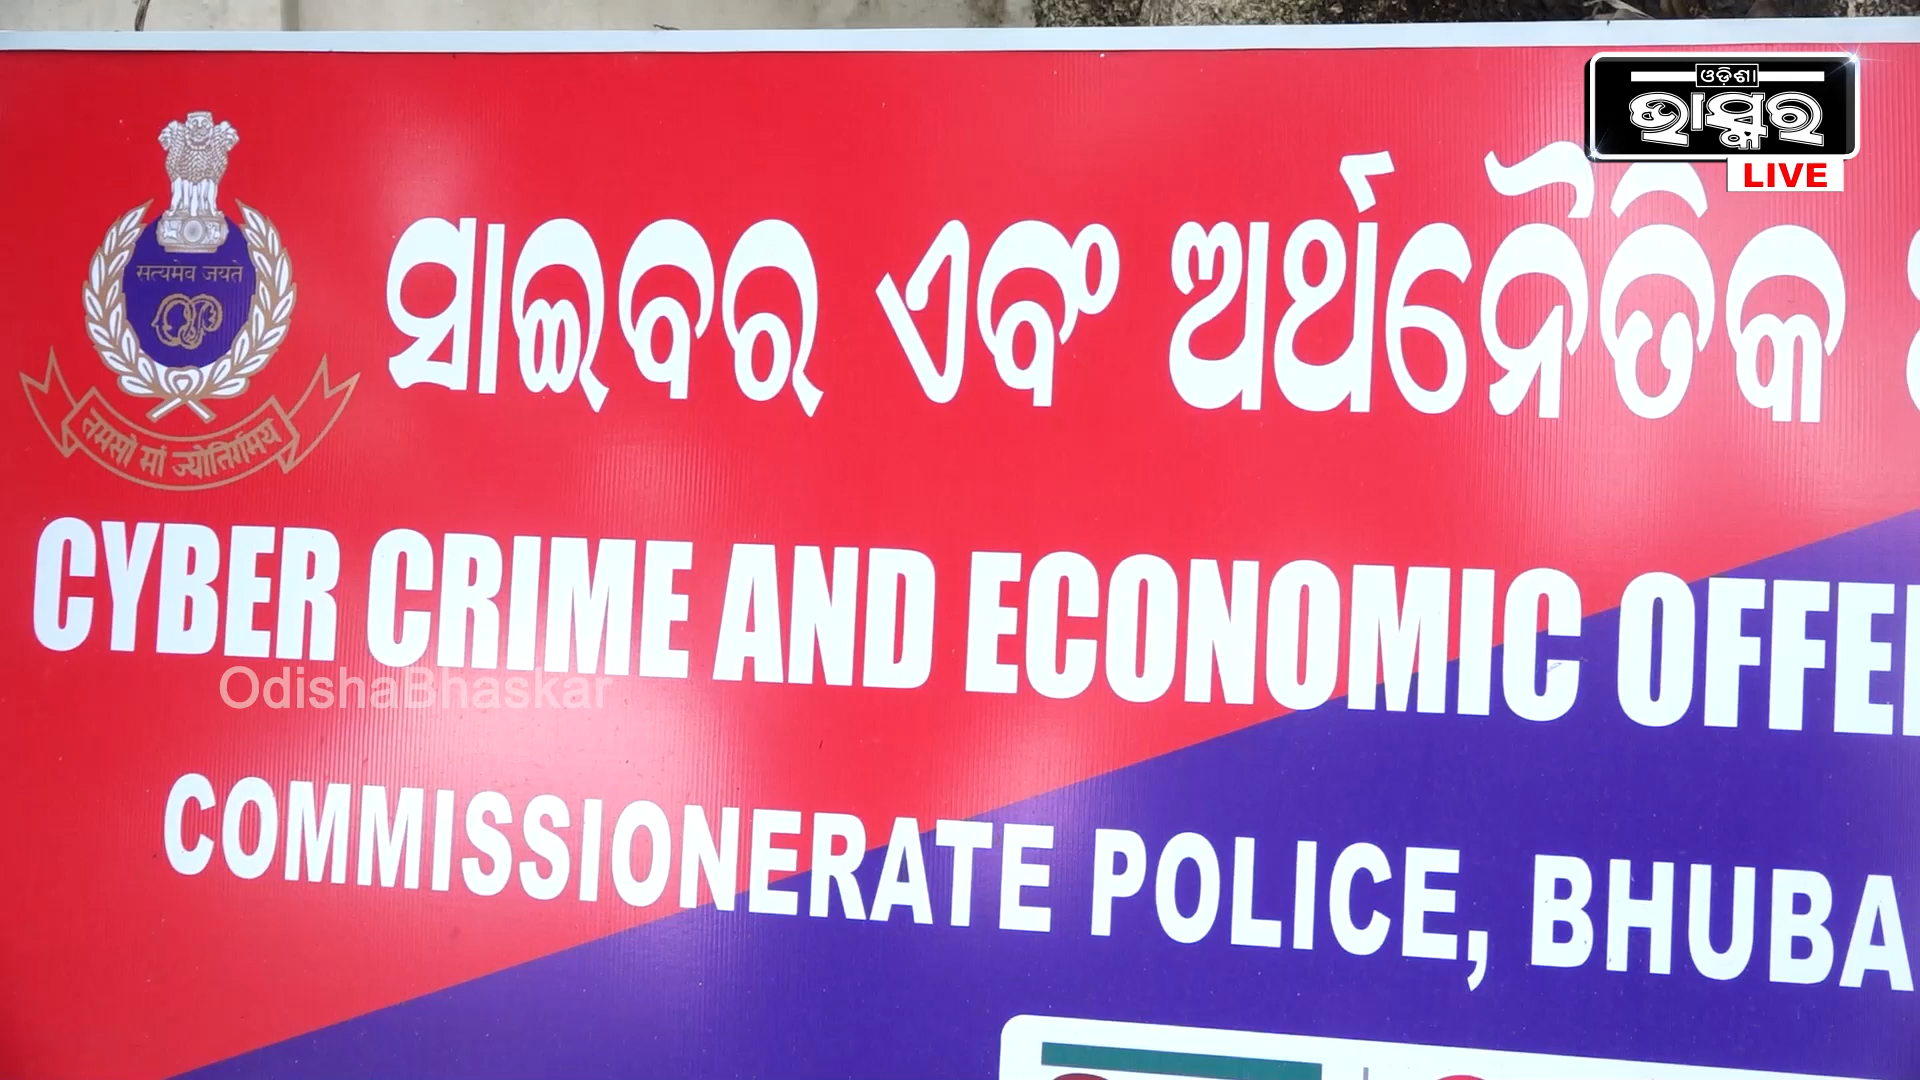 ଓଡ଼ିଶା
ଭାସ୍କର
LIVE
ସାଇବର ଏବଂ ଅର୍ଥନୈତିକ
सत्यमेव जयते
तमसो मां ज्योतिर्गमय
CYBER CRIME AND ECONOMIC OFFE
OdishaBhaskar
COMMISSIONERATE POLICE, BHUBA